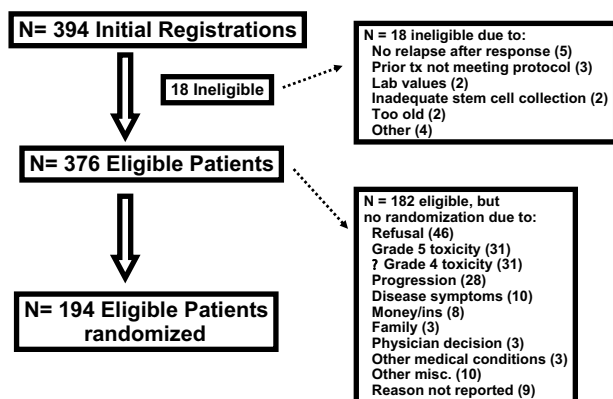 N= 394 Initial Registrations
18 Ineligible
N = 18 ineligible due to:
No relapse after response (5)
Prior tx not meeting protocol (3)
Lab values (2)
Inadequate stem cell collection (2)
Too old (2)
Other (4)
N= 376 Eligible Patients
N = 182 eligible, but
no randomization due to:
Refusal (46)
Grade 5 toxicity (31)
? Grade 4 toxicity (31)
Progression (28)
Disease symptoms (10)
Money/ins (8)
Family (3)
Physician decision (3)
Other medical conditions (3)
Other misc. (10)
Reason not reported (9)
N= 194 Eligible Patients
randomized